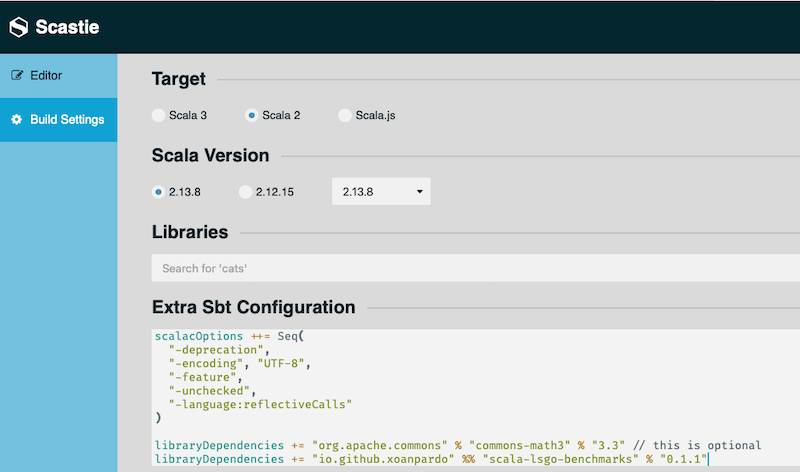 Scastie
Editor
Build Settings
Target
Scala 3 Scala 2 Scala.js
Scala Version
2.13.8 2.12.15 2.13.8
Libraries
Search for 'cats'
Extra Sbt Configuration
scalacOptions ++= Seq(
  "-deprecation",
  "-encoding", "UTF-8",
  "-feature",
  "-unchecked",
  "-language:reflectiveCalls"
)
libraryDependencies += "org.apache.commons" % "commons-math3" % "3.3" // this is optional
libraryDependencies += "io.github.xoanpardo" %% "scala-lsgo-benchmarks" % "0.1.1"